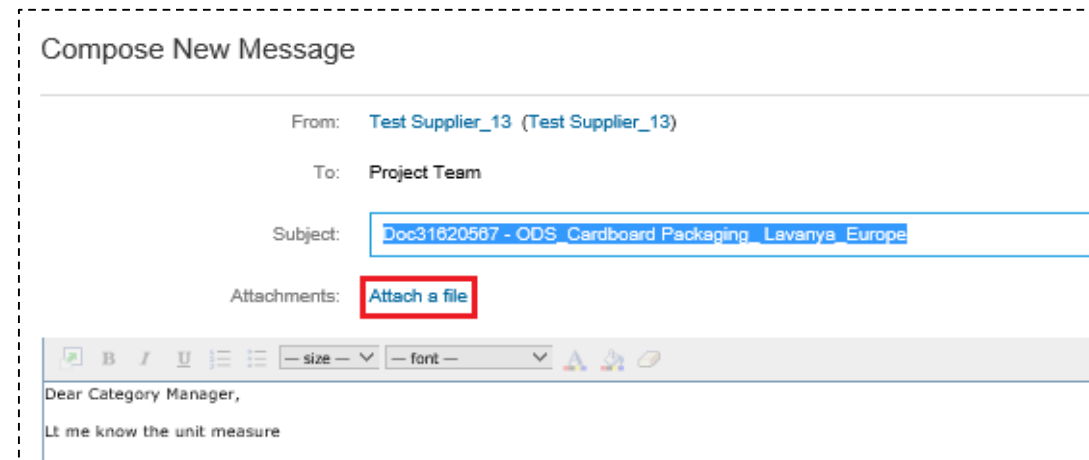 Compose New Message
From: Test Supplier_13 (Test Supplier_13)
To: Project Team
Subject: Doc31620567 - ODS_Cardboard Packaging_ Lavanya_Europe
Attachments: Attach a file
B I U — size — — font — A
Dear Category Manager,
Lt me know the unit measure